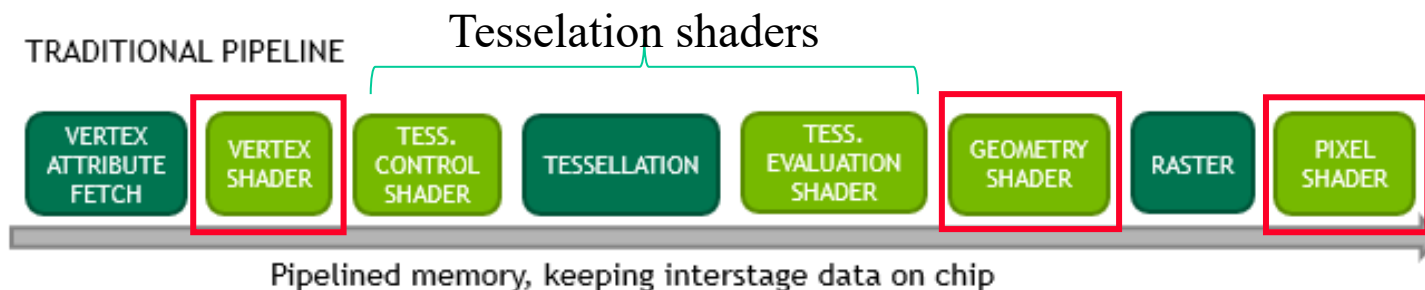 Tesselation shaders
TRADITIONAL PIPELINE
VERTEX
ATTRIBUTE
FETCH
VERTEX
SHADER
TESS.
CONTROL
SHADER
TESSELLATION
TESS.
EVALUATION
SHADER
GEOMETRY
SHADER
RASTER
PIXEL
SHADER
Pipelined memory, keeping interstage data on chip